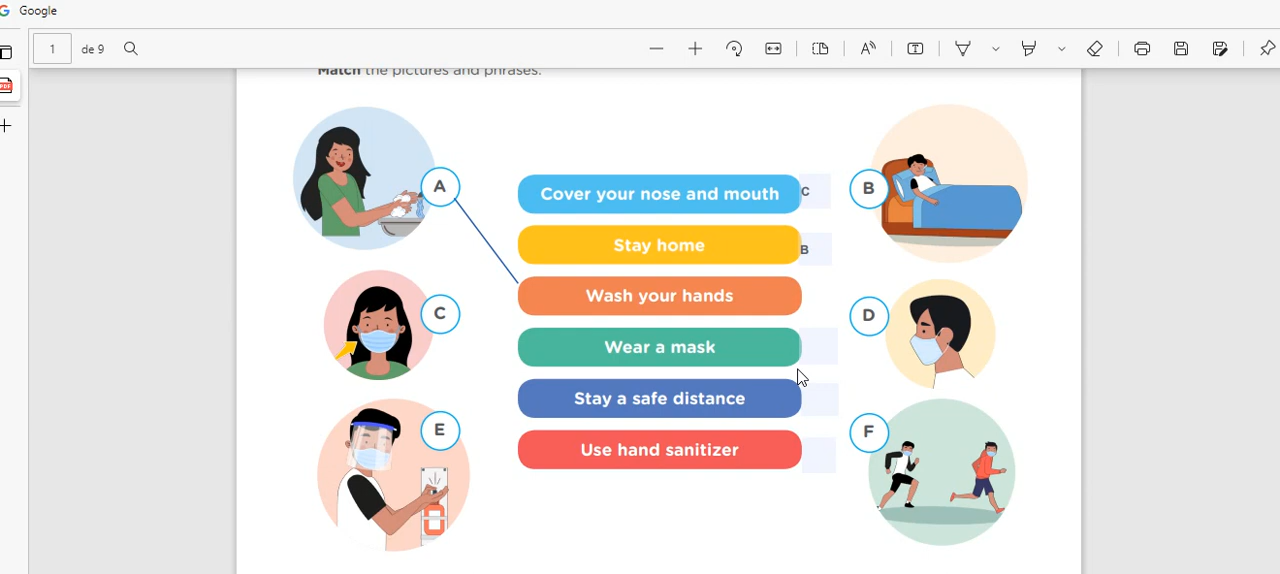 Google
1 de 9
Match the pictures and phrases.
A
B
Cover your nose and mouth C
Stay home B
Wash your hands
C
D
Wear a mask
Stay a safe distance
E
F
Use hand sanitizer